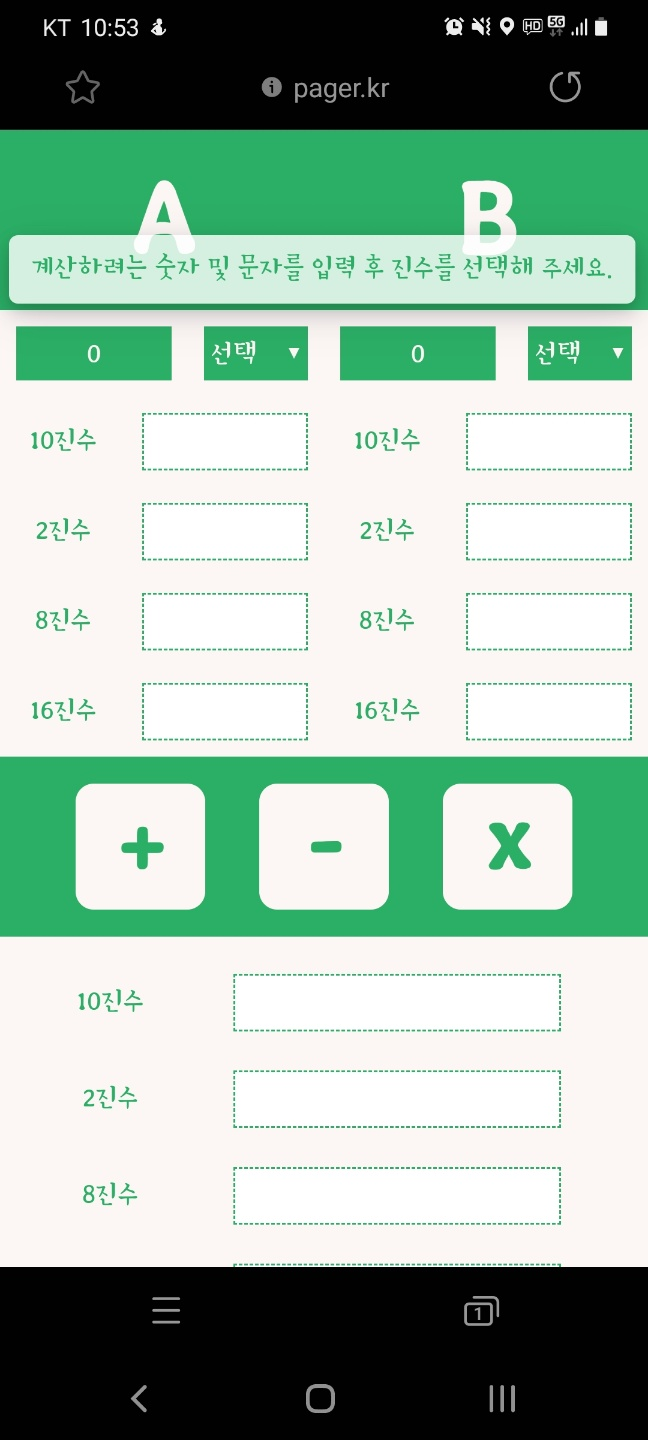 KT 10:53 HD 5G
pager.kr
A B
계산하려는 숫자 및 문자를 입력 후 진수를 선택해 주세요.
0 선택 ▼ 0 선택 ▼
10진수 10진수
2진수 2진수
8진수 8진수
16진수 16진수
+ - x
10진수
2진수
8진수
1